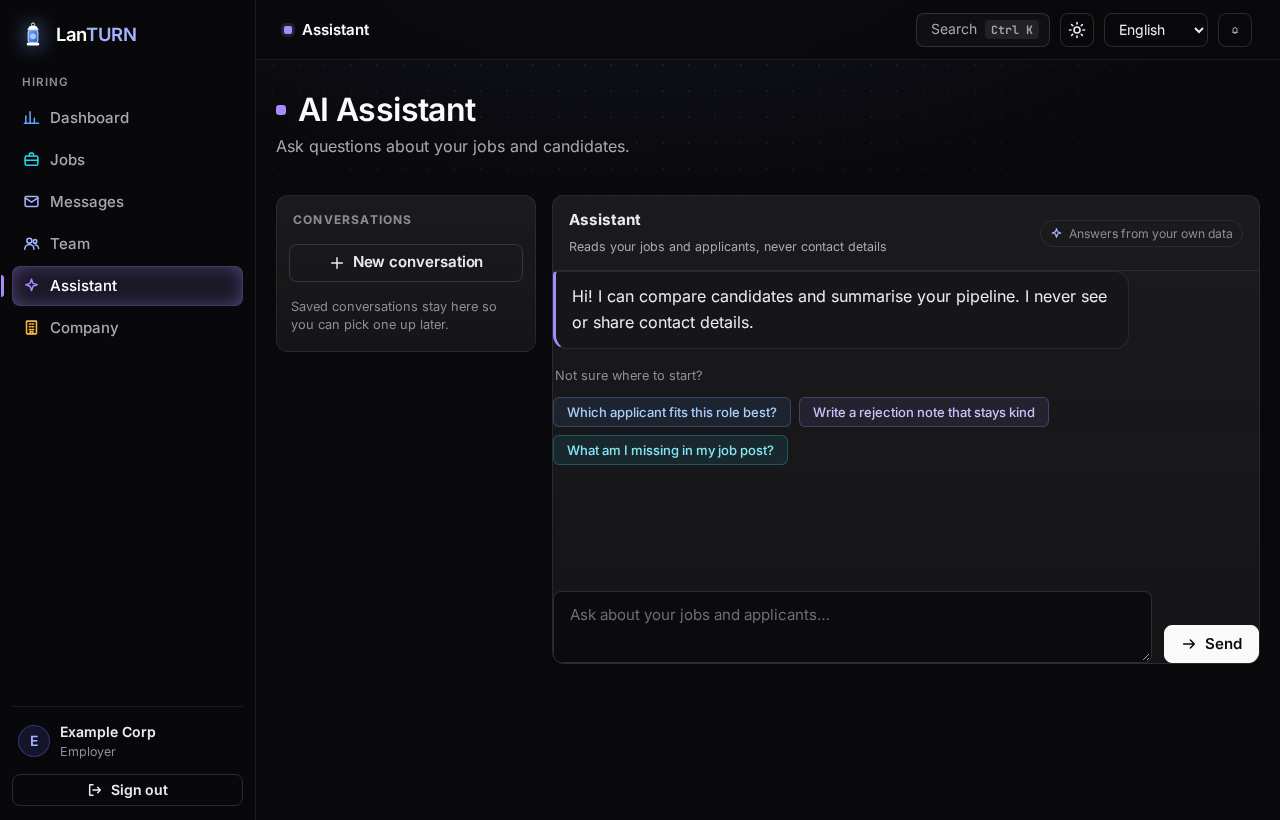 LanTURN
HIRING
Dashboard
Jobs
Messages
Team
Assistant
Company
Example Corp
E
Employer
Sign out
Assistant
Search Ctrl K
English
AI Assistant
Ask questions about your jobs and candidates.
CONVERSATIONS
New conversation
Saved conversations stay here so
you can pick one up later.
Assistant
Reads your jobs and applicants, never contact details
Answers from your own data
Hi! I can compare candidates and summarise your pipeline. I never see
or share contact details.
Not sure where to start?
Which applicant fits this role best?
Write a rejection note that stays kind
What am I missing in my job post?
Ask about your jobs and applicants...
Send